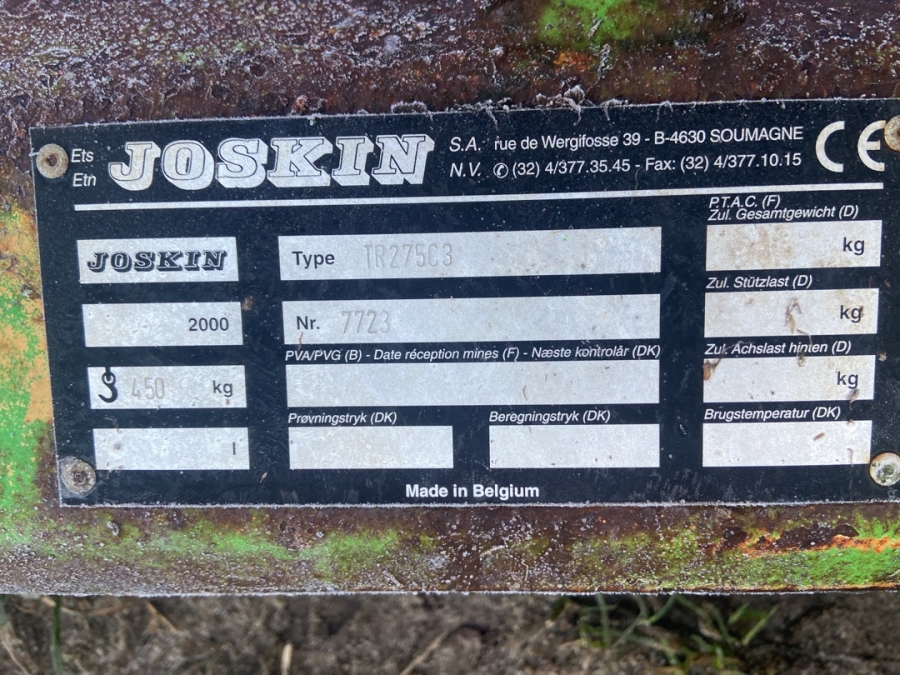 Ets
Etn
JOSKIN
S.A. rue de Wergifosse 39 - B-4630 SOUMAGNE
N.V. ✆ (32) 4/377.35.45 - Fax: (32) 4/377.10.15
CE
JOSKIN
Type TR275C3
P.T.A.C. (F)
Zul. Gesamtgewicht (D)
kg
2000
Nr. 7723
Zul. Stützlast (D)
kg
450 kg
PVA/PVG (B) - Date réception mines (F) - Næste kontrolår (DK)
Zul. Achslast hinten (D)
kg
l
Prøvningstryk (DK)
Beregningstryk (DK)
Brugstemperatur (DK)
Made in Belgium